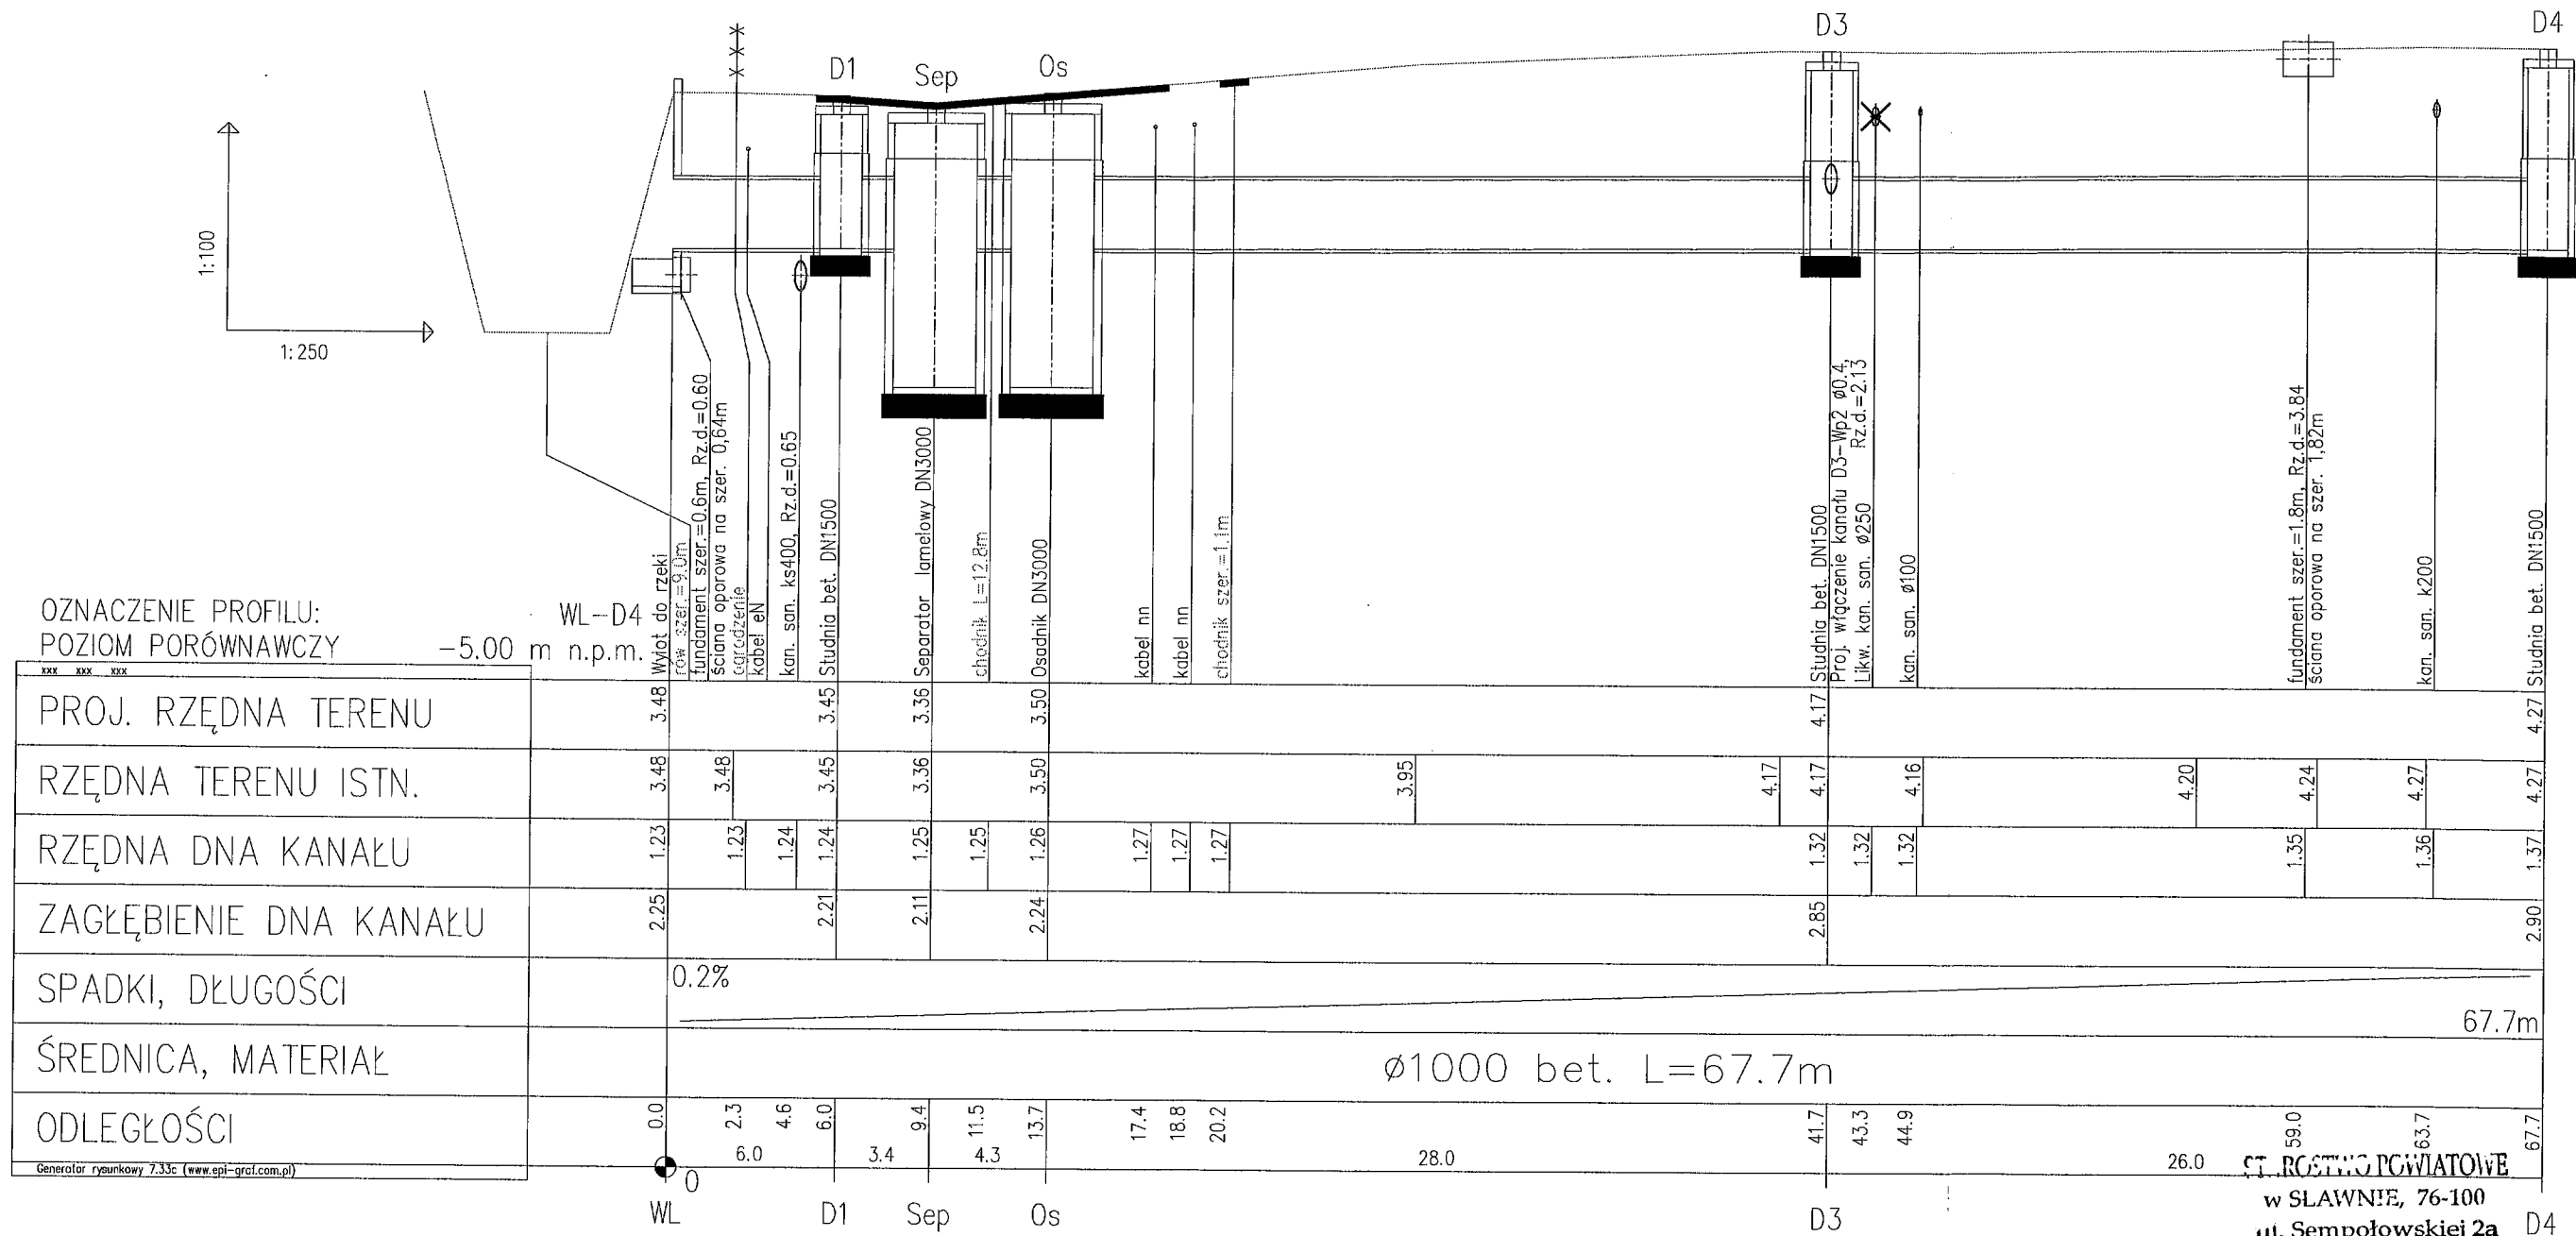 D3
D4
D1
Sep
Os
1:100
1:250
Wylot do rzeki
rów szer.=9.0m
fundament szer.=0.6m, Rz.d.=0.60
ściana oporowa na szer. 0,64m
ogrodzenie
kabel eN
kan. san. ks400, Rz.d.=0.65
Studnia bet. DN1500
Separator lamelowy DN3000
chodnik L=12.8m
Osadnik DN3000
kabel nn
kabel nn
chodnik szer.=1.1m
Studnia bet. DN1500
Proj. włączenie kanału D3-Wp2 ø0.4,
Rz.d.=2.13
Likw. kan. san. ø250
kan. san. ø100
fundament szer.=1.8m, Rz.d.=3.84
ściana oporowa na szer. 1,82m
kan. san. k200
Studnia bet. DN1500
OZNACZENIE PROFILU: WL-D4
POZIOM PORÓWNAWCZY -5.00 m n.p.m.
xxx xxx xxx
PROJ. RZĘDNA TERENU 3.48 3.45 3.36 3.50 4.17 4.27
RZĘDNA TERENU ISTN. 3.48 3.48 3.45 3.36 3.50 3.95 4.17 4.17 4.16 4.20 4.24 4.27 4.27
RZĘDNA DNA KANAŁU 1.23 1.23 1.24 1.24 1.25 1.25 1.26 1.27 1.27 1.27 1.32 1.32 1.32 1.35 1.36 1.37
ZAGŁĘBIENIE DNA KANAŁU 2.25 2.21 2.11 2.24 2.85 2.90
SPADKI, DŁUGOŚCI 0.2% 67.7m
ŚREDNICA, MATERIAŁ ø1000 bet. L=67.7m
ODLEGŁOŚCI 0.0 2.3 4.6 6.0 9.4 11.5 13.7 17.4 18.8 20.2 41.7 43.3 44.9 59.0 63.7 67.7
6.0 3.4 4.3 28.0 26.0
Generator rysunkowy 7.33c (www.epi-graf.com.pl)
0
WL D1 Sep Os D3 D4
POWIATOWE
w SLAWNIE, 76-100
ul. Sempołowskiej 2a